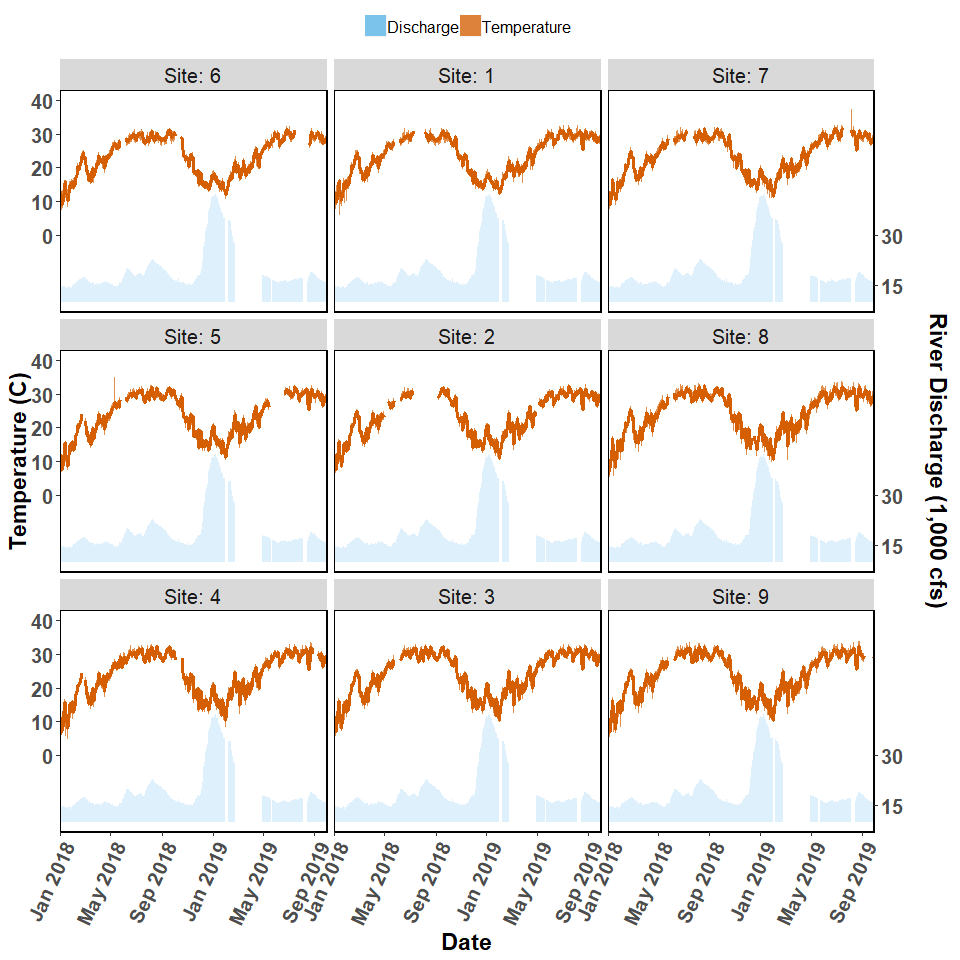 Discharge Temperature
Site: 6 Site: 1 Site: 7
40
30
20
10
0
30
15
Site: 5 Site: 2 Site: 8
40
30
20
10
0
30
15
Temperature (C)
River Discharge (1,000 cfs)
Site: 4 Site: 3 Site: 9
40
30
20
10
0
30
15
Jan 2018 May 2018 Sep 2018 Jan 2019 May 2019 Sep 2019 Jan 2018 May 2018 Sep 2018 Jan 2019 May 2019 Sep 2019 Jan 2018 May 2018 Sep 2018 Jan 2019 May 2019 Sep 2019
Date